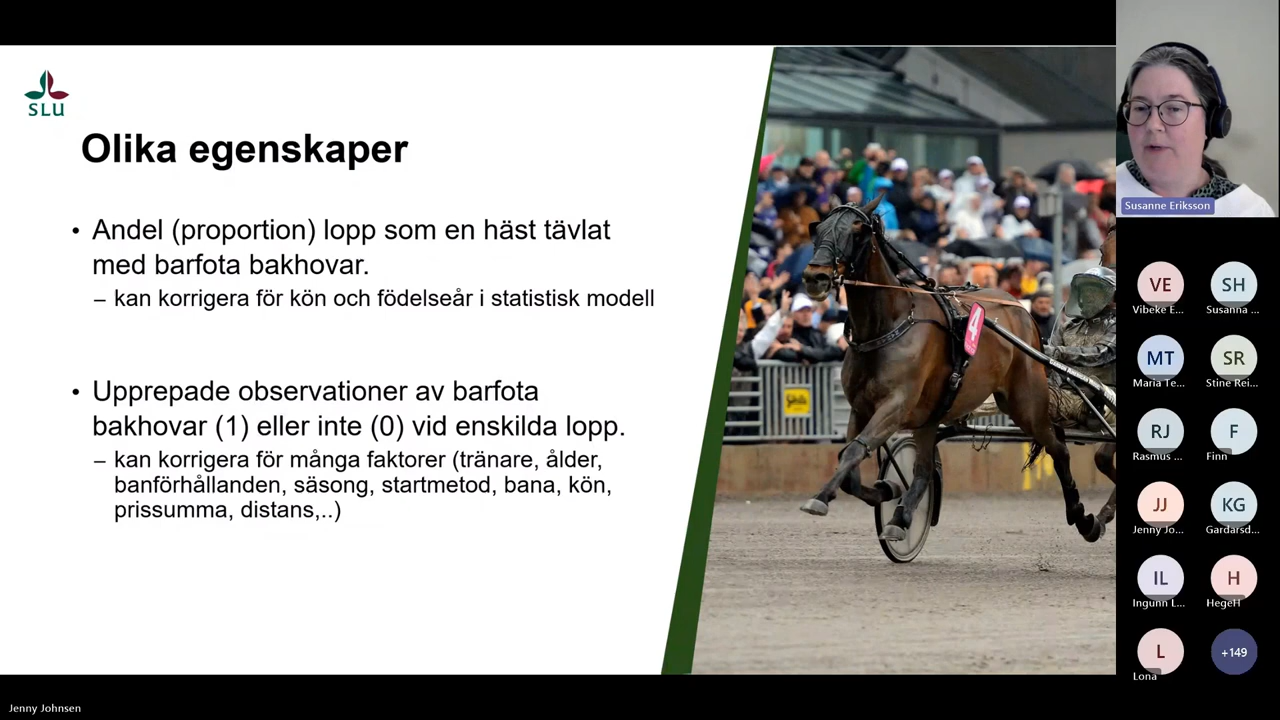 SLU
Olika egenskaper
• Andel (proportion) lopp som en häst tävlat
med barfota bakhovar.
– kan korrigera för kön och födelseår i statistisk modell
• Upprepade observationer av barfota
bakhovar (1) eller inte (0) vid enskilda lopp.
– kan korrigera för många faktorer (tränare, ålder,
banförhållanden, säsong, startmetod, bana, kön,
prissumma, distans,..)
4
Susanne Eriksson
VE
Vibeke E...
SH
Susanna ...
MT
Maria Te...
SR
Stine Rei...
RJ
Rasmus ...
F
Finn
JJ
Jenny Jo...
KG
Gardarsd...
IL
Ingunn L...
H
HegeH
L
Lona
+149
Jenny Johnsen